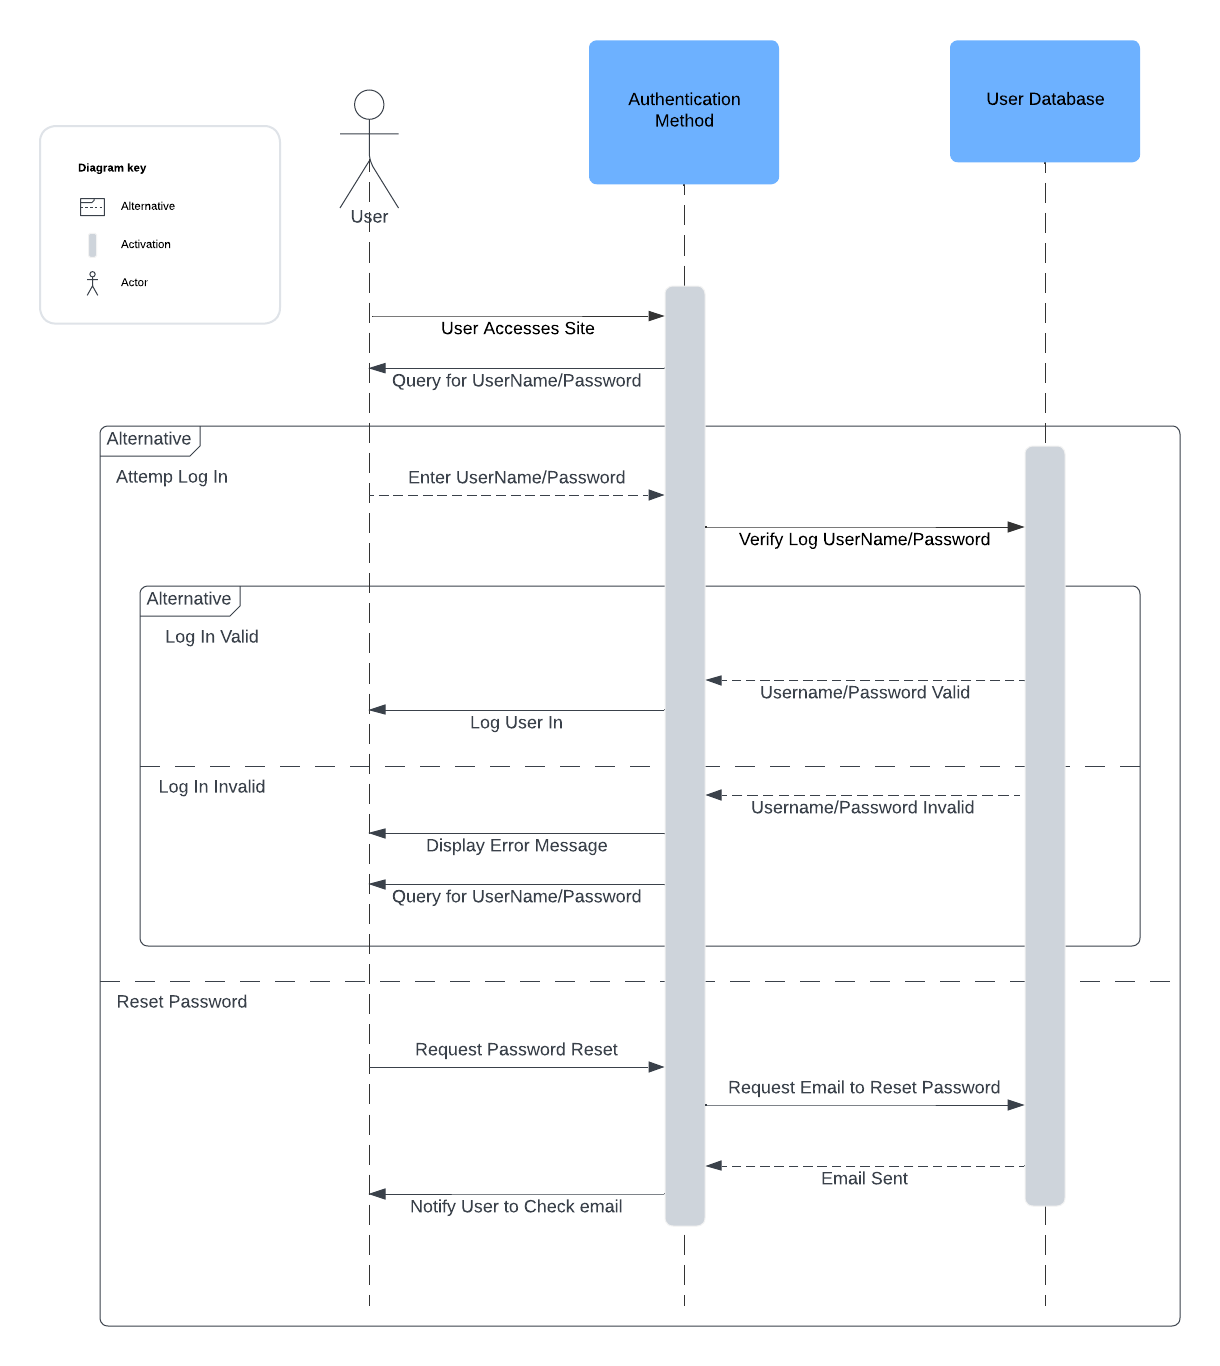 Authentication
Method
User Database
Diagram key
Alternative
Activation
Actor
User
User Accesses Site
Query for UserName/Password
Alternative
Attemp Log In
Enter UserName/Password
Verify Log UserName/Password
Alternative
Log In Valid
Username/Password Valid
Log User In
Log In Invalid
Username/Password Invalid
Display Error Message
Query for UserName/Password
Reset Password
Request Password Reset
Request Email to Reset Password
Email Sent
Notify User to Check email